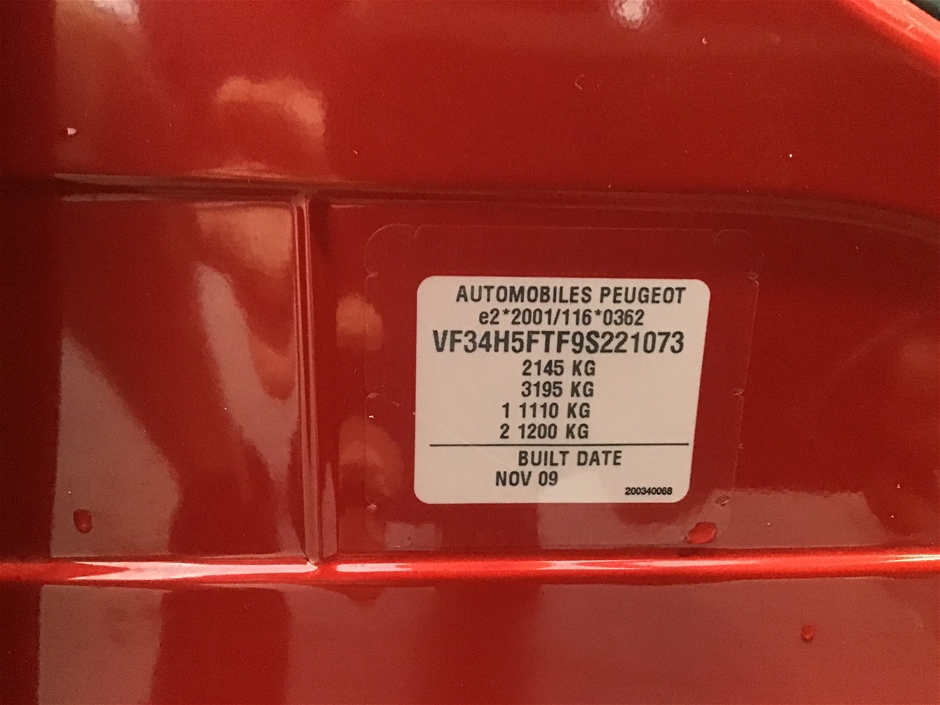 AUTOMOBILES PEUGEOT
e2*2001/116*0362
VF34H5FTF9S221073
2145 KG
3195 KG
1 1110 KG
2 1200 KG
BUILT DATE
NOV 09
200340068